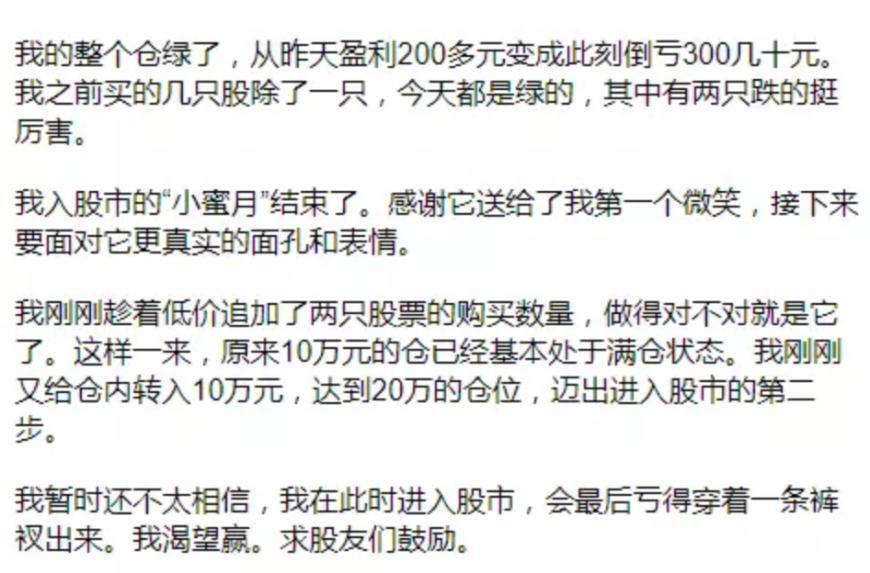 我的整个仓绿了，从昨天盈利200多元变成此刻倒亏300几十元。
我之前买的几只股除了一只，今天都是绿的，其中有两只跌的挺
厉害。
我入股市的“小蜜月”结束了。感谢它送给了我第一个微笑，接下来
要面对它更真实的面孔和表情。
我刚刚趁着低价追加了两只股票的购买数量，做得对不对就是它
了。这样一来，原来10万元的仓已经基本处于满仓状态。我刚刚
又给仓内转入10万元，达到20万的仓位，迈出进入股市的第二
步。
我暂时还不太相信，我在此时进入股市，会最后亏得穿着一条裤
衩出来。我渴望赢。求股友们鼓励。